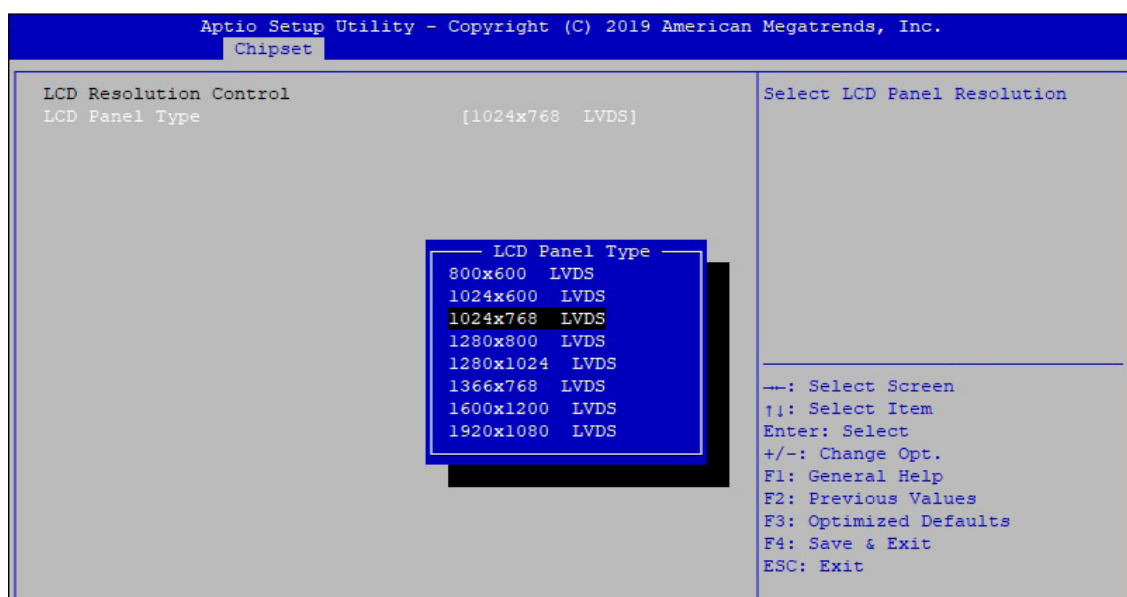 Aptio Setup Utility - Copyright (C) 2019 American Megatrends, Inc.
Chipset
LCD Resolution Control
LCD Panel Type [1024x768 LVDS]
Select LCD Panel Resolution
LCD Panel Type
800x600 LVDS
1024x600 LVDS
1024x768 LVDS
1280x800 LVDS
1280x1024 LVDS
1366x768 LVDS
1600x1200 LVDS
1920x1080 LVDS
→←: Select Screen
↑↓: Select Item
Enter: Select
+/-: Change Opt.
F1: General Help
F2: Previous Values
F3: Optimized Defaults
F4: Save & Exit
ESC: Exit